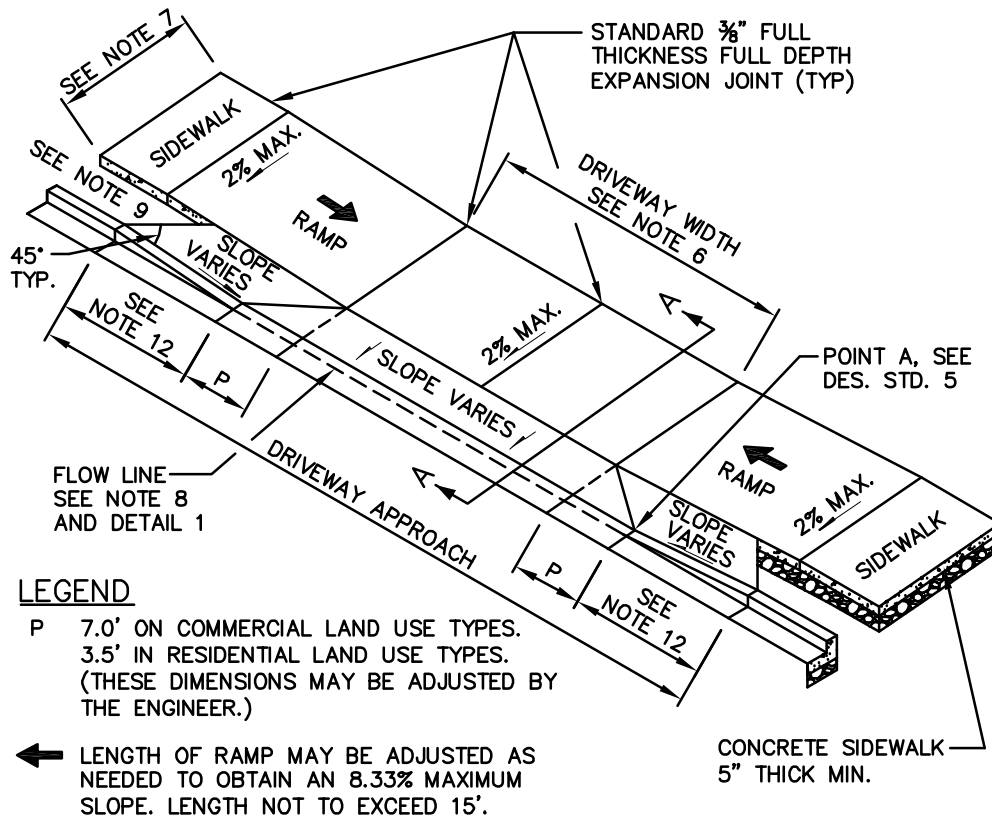 SEE NOTE 7
STANDARD ⅜" FULL
THICKNESS FULL DEPTH
EXPANSION JOINT (TYP)
SIDEWALK
2% MAX.
SEE NOTE 9
RAMP
DRIVEWAY WIDTH
SEE NOTE 6
45°
TYP.
SLOPE
VARIES
SEE
NOTE 12
P
A
2% MAX.
SLOPE VARIES
POINT A, SEE
DES. STD. 5
FLOW LINE
SEE NOTE 8
AND DETAIL 1
DRIVEWAY APPROACH
A
RAMP
2% MAX.
SLOPE
VARIES
SIDEWALK
P
SEE
NOTE 12
LEGEND
P 7.0' ON COMMERCIAL LAND USE TYPES.
3.5' IN RESIDENTIAL LAND USE TYPES.
(THESE DIMENSIONS MAY BE ADJUSTED BY
THE ENGINEER.)
LENGTH OF RAMP MAY BE ADJUSTED AS
NEEDED TO OBTAIN AN 8.33% MAXIMUM
SLOPE. LENGTH NOT TO EXCEED 15'.
CONCRETE SIDEWALK
5" THICK MIN.